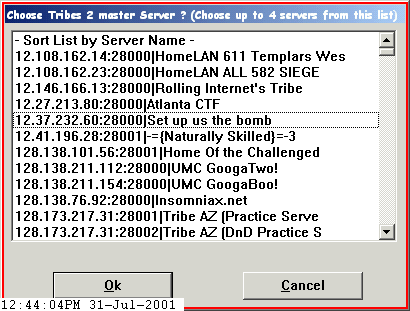 Choose Tribes 2 master Server ? (Choose up to 4 servers from this list)
- Sort List by Server Name -
12.108.162.14:28000|HomeLAN 611 Templars Wes
12.108.162.23:28000|HomeLAN ALL 582 SIEGE
12.146.166.13:28000|Rolling Internet's Tribe
12.27.213.80:28000|Atlanta CTF
12.37.232.60:28000|Set up us the bomb
12.41.196.28:28001|-={Naturally Skilled}=-3
128.138.101.56:28001|Home Of the Challenged
128.138.211.112:28000|UMC GoogaTwo!
128.138.211.154:28000|UMC GoogaBoo!
128.138.76.92:28000|Insomniax.net
128.173.217.31:28001|Tribe AZ (Practice Serve
128.173.217.31:28002|Tribe AZ (DnD Practice S
Ok Cancel
12:44:04PM 31-Jul-2001